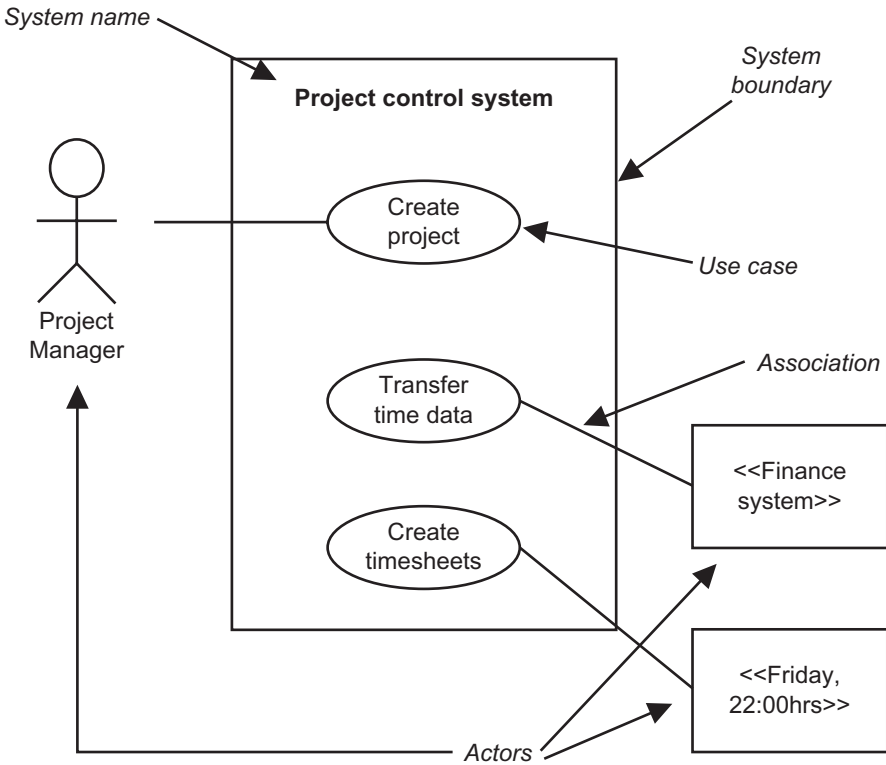 System name
System
boundary
Project control system
Create
project
Use case
Project
Manager
Association
Transfer
time data
<<Finance
system>>
Create
timesheets
<<Friday,
22:00hrs>>
Actors